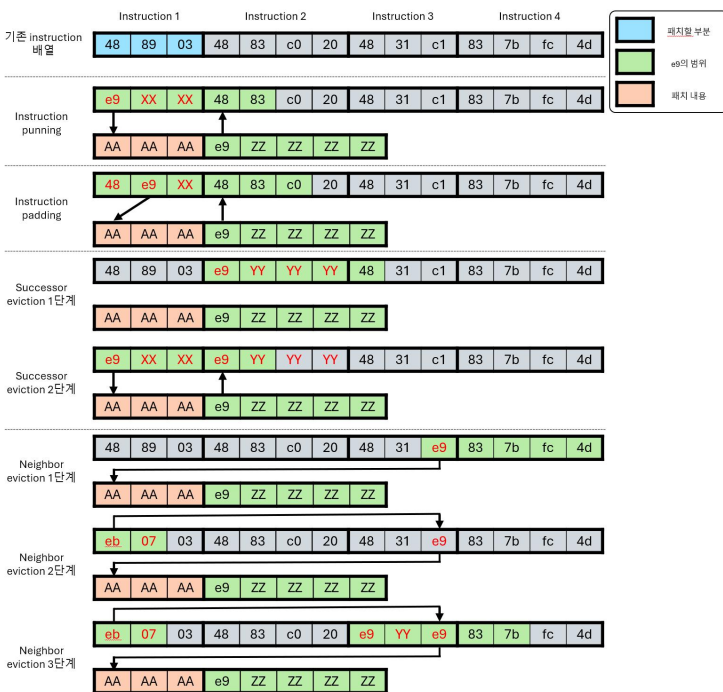 Instruction 1 Instruction 2 Instruction 3 Instruction 4
기존 instruction
배열
48 89 03 48 83 c0 20 48 31 c1 83 7b fc 4d
패치할 부분
e9의 범위
패치 내용
Instruction
punning
e9 XX XX 48 83 c0 20 48 31 c1 83 7b fc 4d
AA AA AA e9 ZZ ZZ ZZ ZZ
Instruction
padding
48 e9 XX 48 83 c0 20 48 31 c1 83 7b fc 4d
AA AA AA e9 ZZ ZZ ZZ ZZ
Successor
eviction 1단계
48 89 03 e9 YY YY YY 48 31 c1 83 7b fc 4d
AA AA AA e9 ZZ ZZ ZZ ZZ
Successor
eviction 2단계
e9 XX XX e9 YY YY YY 48 31 c1 83 7b fc 4d
AA AA AA e9 ZZ ZZ ZZ ZZ
Neighbor
eviction 1단계
48 89 03 48 83 c0 20 48 31 e9 83 7b fc 4d
AA AA AA e9 ZZ ZZ ZZ ZZ
Neighbor
eviction 2단계
eb 07 03 48 83 c0 20 48 31 e9 83 7b fc 4d
AA AA AA e9 ZZ ZZ ZZ ZZ
Neighbor
eviction 3단계
eb 07 03 48 83 c0 20 e9 YY e9 83 7b fc 4d
AA AA AA e9 ZZ ZZ ZZ ZZ